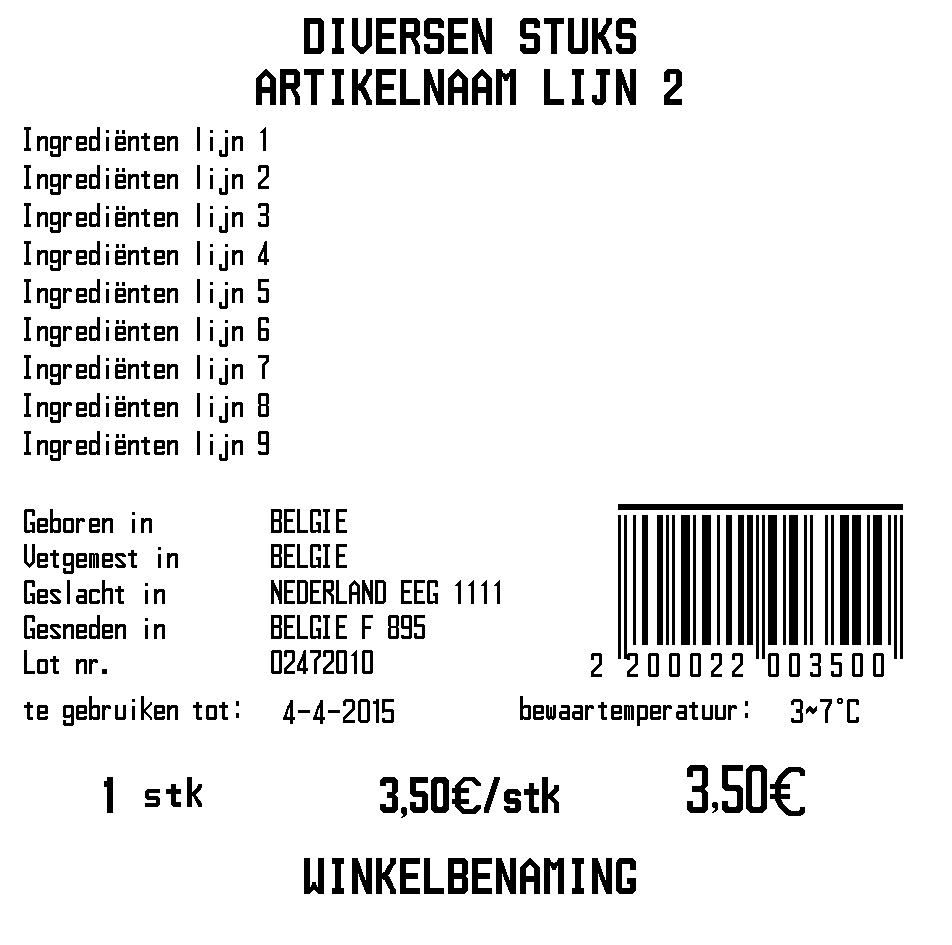 DIVERSEN STUKS
ARTIKELNAAM LIJN 2
Ingrediënten lijn 1
Ingrediënten lijn 2
Ingrediënten lijn 3
Ingrediënten lijn 4
Ingrediënten lijn 5
Ingrediënten lijn 6
Ingrediënten lijn 7
Ingrediënten lijn 8
Ingrediënten lijn 9
Geboren in BELGIE
Vetgemest in BELGIE
Geslacht in NEDERLAND EEG 1111
Gesneden in BELGIE F 895
Lot nr. 02472010
2 200022 003500
te gebruiken tot: 4-4-2015 bewaartemperatuur: 3~7°C
1 stk 3,50€/stk 3,50€
WINKELBENAMING